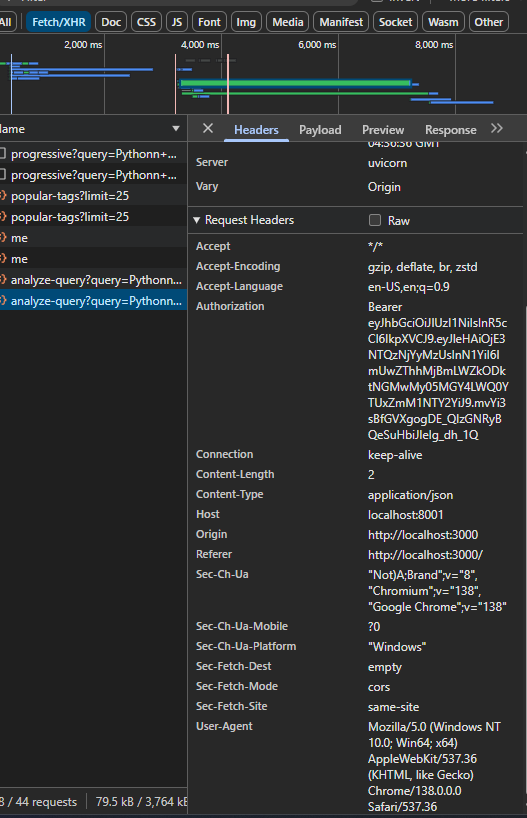 All
Fetch/XHR
Doc
CSS
JS
Font
Img
Media
Manifest
Socket
Wasm
Other
2,000 ms
4,000 ms
6,000 ms
8,000 ms
Name
Headers
Payload
Preview
Response
progressive?query=Pythonn+...
progressive?query=Pythonn+...
popular-tags?limit=25
popular-tags?limit=25
me
me
analyze-query?query=Pythonn...
analyze-query?query=Pythonn...
04:56:36 GMT
Server
uvicorn
Vary
Origin
Request Headers
Raw
Accept
*/*
Accept-Encoding
gzip, deflate, br, zstd
Accept-Language
en-US,en;q=0.9
Authorization
Bearer
Connection
keep-alive
Content-Length
2
Content-Type
application/json
Host
localhost:8001
Origin
http://localhost:3000
Referer
http://localhost:3000/
Sec-Ch-Ua
"Not)A;Brand";v="8",
"Chromium";v="138",
"Google Chrome";v="138"
Sec-Ch-Ua-Mobile
?0
Sec-Ch-Ua-Platform
"Windows"
Sec-Fetch-Dest
empty
Sec-Fetch-Mode
cors
Sec-Fetch-Site
same-site
User-Agent
Mozilla/5.0 (Windows NT
10.0; Win64; x64)
AppleWebKit/537.36
(KHTML, like Gecko)
Chrome/138.0.0.0
Safari/537.36
8 / 44 requests
79.5 kB / 3,764 kB